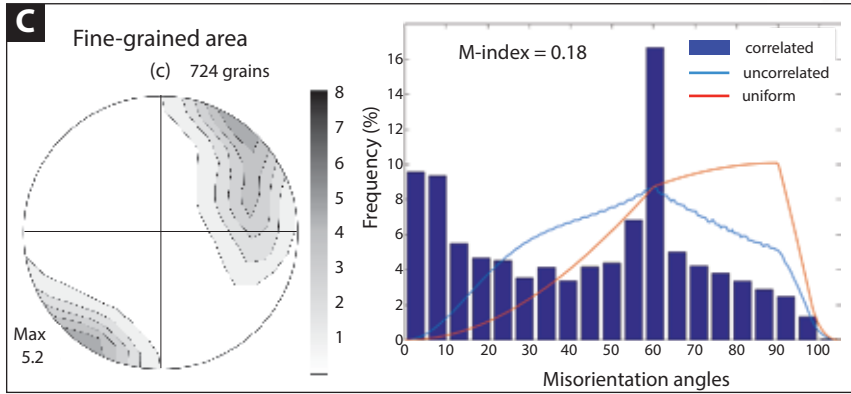 C
Fine-grained area
(c) 724 grains
8
7
6
5
4
3
2
1
Max
5.2
M-index = 0.18
correlated
uncorrelated
uniform
Frequency (%)
16
14
12
10
8
6
4
2
0
0 10 20 30 40 50 60 70 80 90 100
Misorientation angles